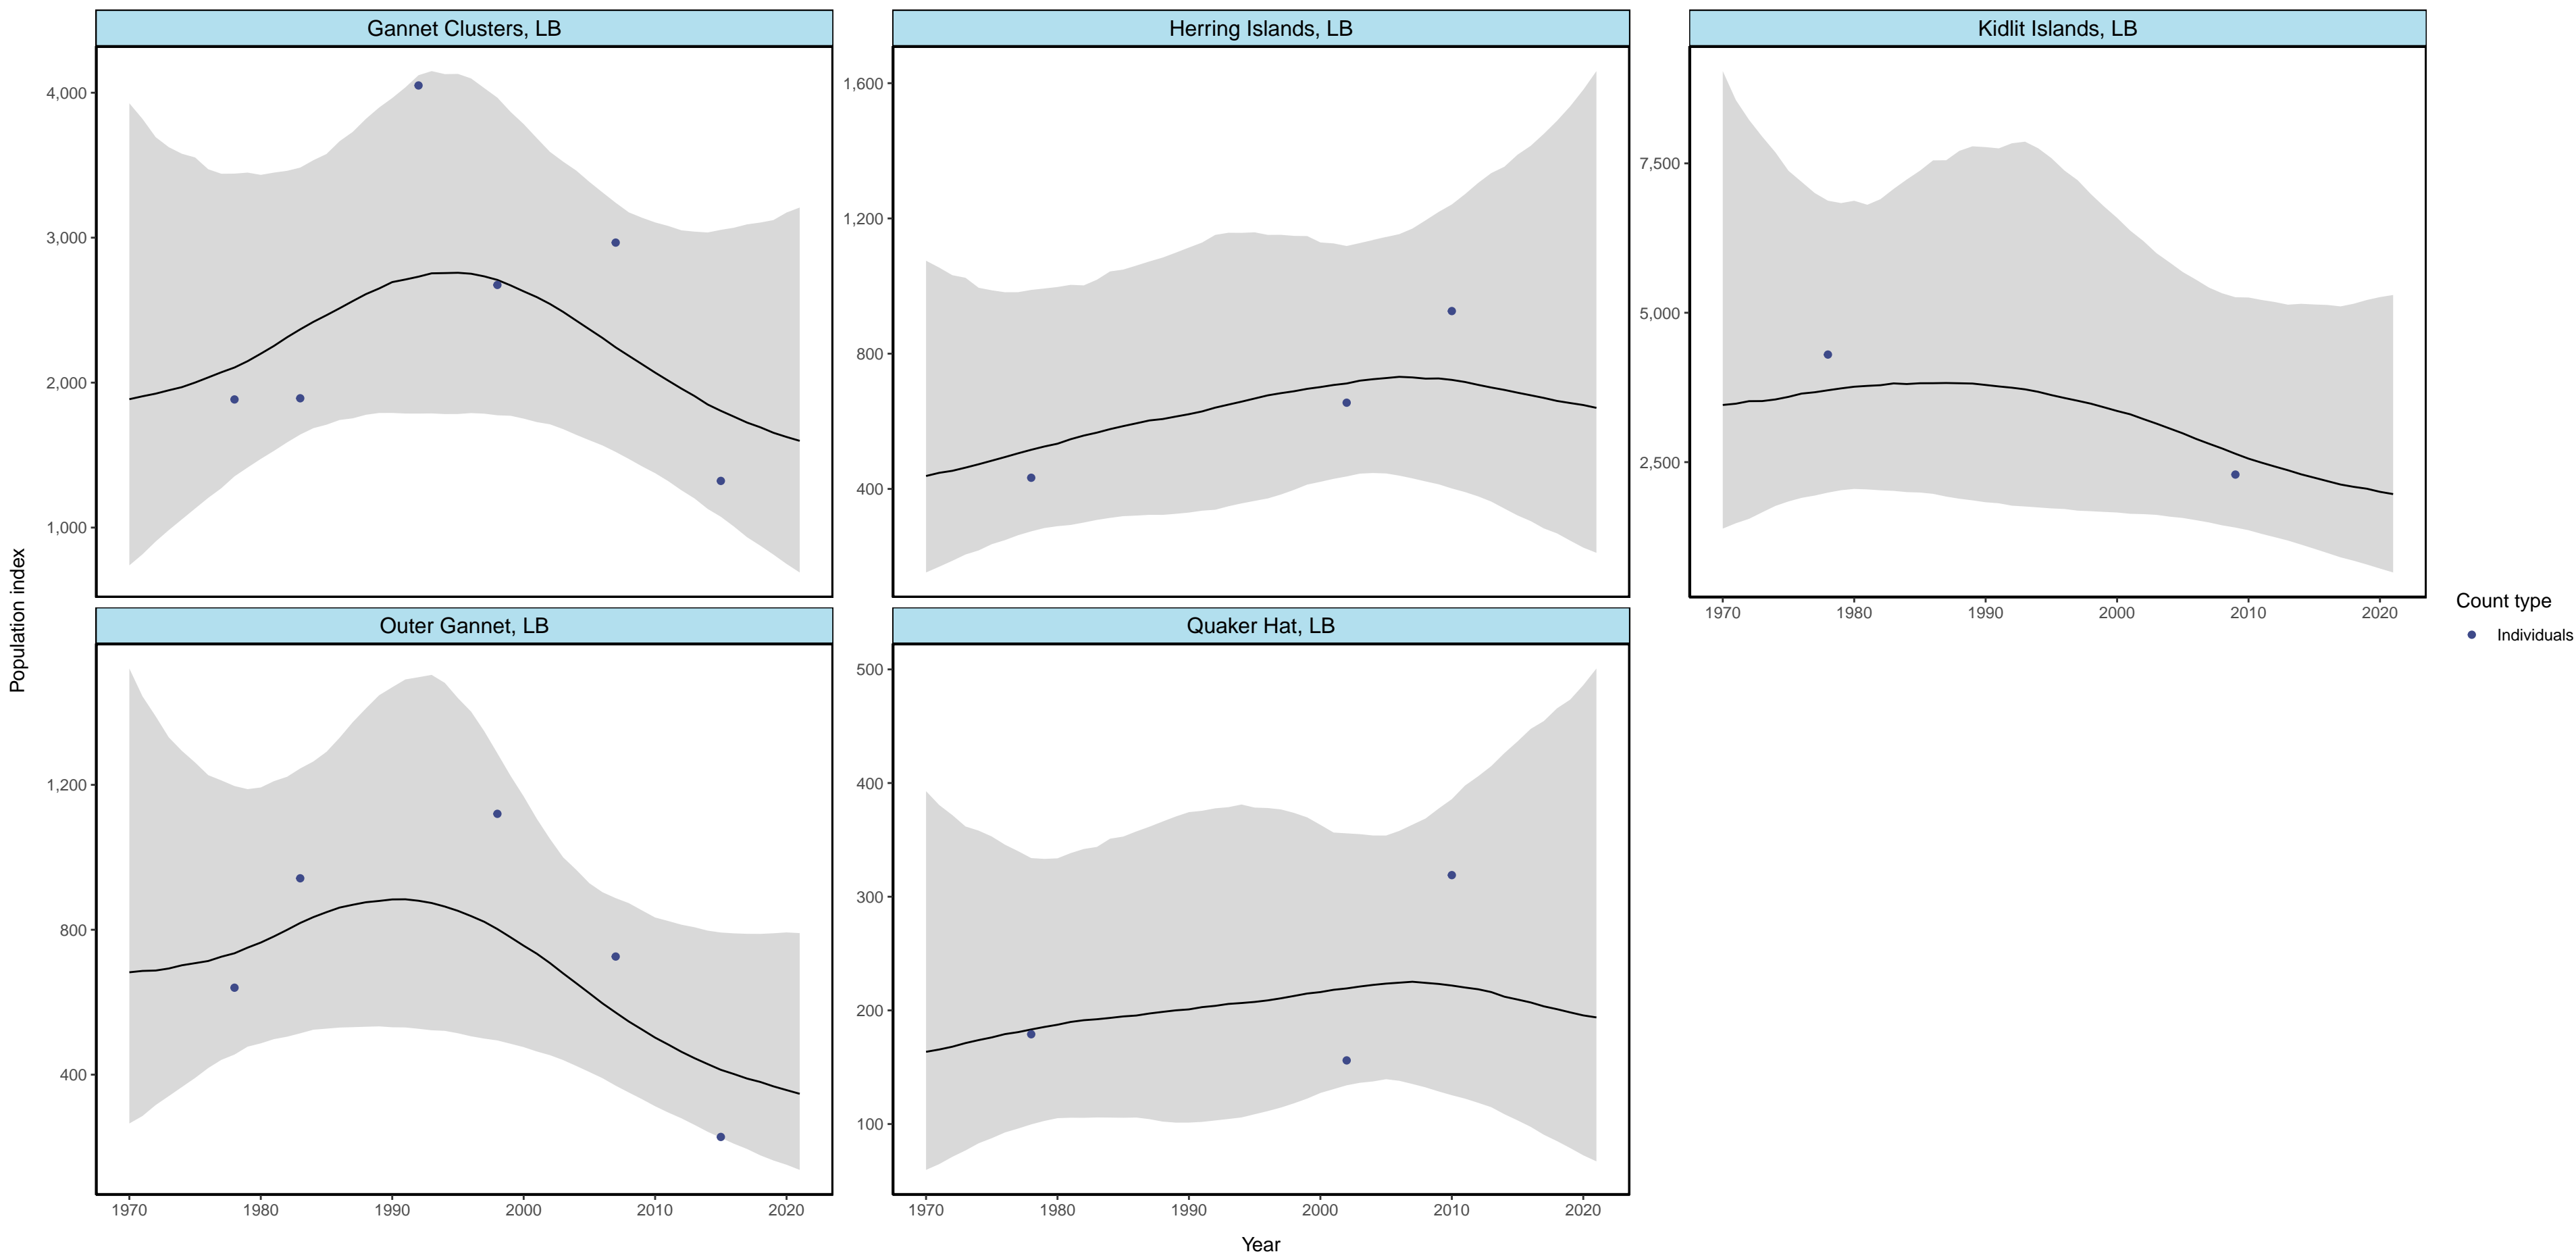 Gannet Clusters, LB
Herring Islands, LB
Kidlit Islands, LB
4,000
3,000
2,000
1,000
1,600
1,200
800
400
7,500
5,000
2,500
1970 1980 1990 2000 2010 2020
Population index
Count type
Individuals
Outer Gannet, LB
Quaker Hat, LB
1,200
800
400
500
400
300
200
100
1970 1980 1990 2000 2010 2020
1970 1980 1990 2000 2010 2020
Year